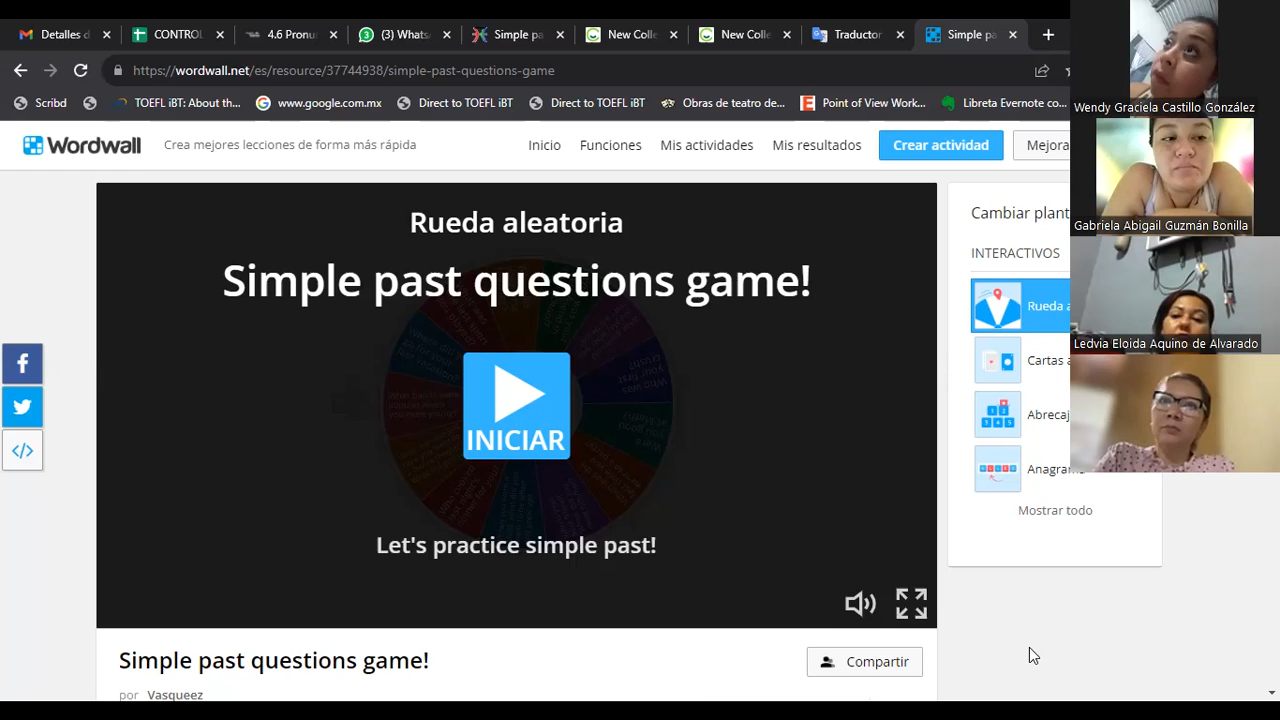 Detalles d
CONTROL
4.6 Pronu
(3) Whats
Simple pa
New Colle
New Colle
Traductor
Simple pa
https://wordwall.net/es/resource/37744938/simple-past-questions-game
Scribd
TOEFL iBT: About th...
www.google.com.mx
Direct to TOEFL iBT
Direct to TOEFL iBT
Obras de teatro de...
Point of View Work...
Libreta Evernote co...
Wordwall
Crea mejores lecciones de forma más rápida
Inicio
Funciones
Mis actividades
Mis resultados
Crear actividad
Mejora
Rueda aleatoria
Simple past questions game!
INICIAR
Let's practice simple past!
Simple past questions game!
Compartir
por Vasqueez
Cambiar plant
INTERACTIVOS
Rueda a
Cartas a
Abrecaj
Anagram
Mostrar todo
Wendy Graciela Castillo González
Gabriela Abigail Guzmán Bonilla
Ledvia Eloida Aquino de Alvarado